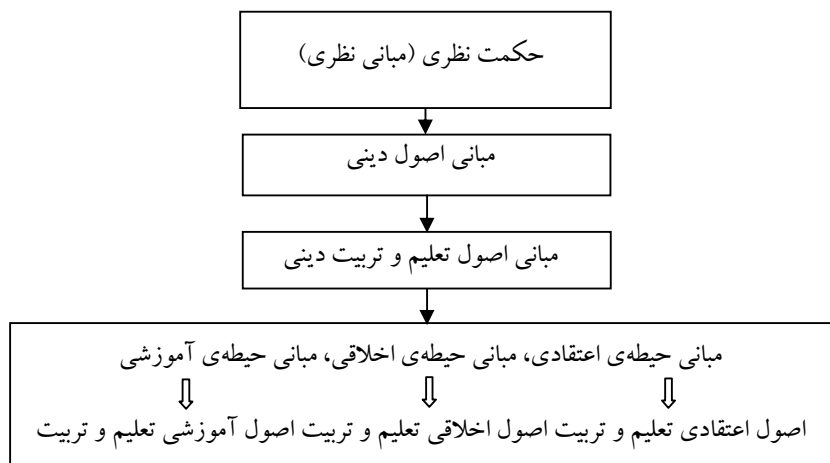 حکمت نظری (مبانی نظری)
مبانی اصول دینی
مبانی اصول تعلیم و تربیت دینی
مبانی حیطه‌ی اعتقادی، مبانی حیطه‌ی اخلاقی، مبانی حیطه‌ی آموزشی
اصول اعتقادی تعلیم و تربیت اصول اخلاقی تعلیم و تربیت اصول آموزشی تعلیم و تربیت